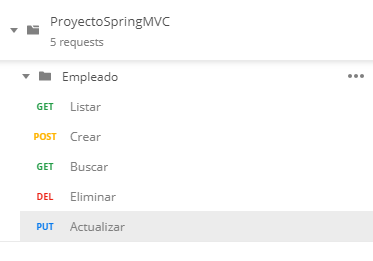 ProyectoSpringMVC
5 requests
Empleado
GET Listar
POST Crear
GET Buscar
DEL Eliminar
PUT Actualizar